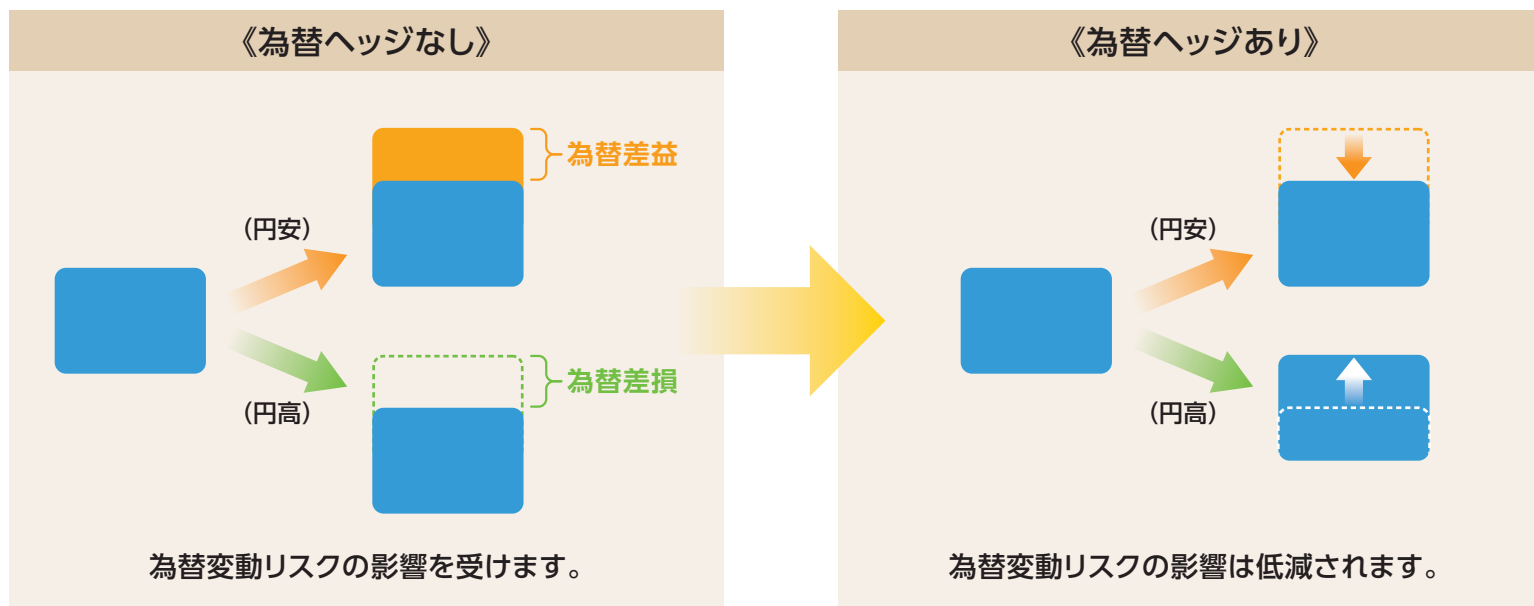 《為替ヘッジなし》
為替差益
（円安）
為替差損
（円高）
為替変動リスクの影響を受けます。
《為替ヘッジあり》
（円安）
（円高）
為替変動リスクの影響は低減されます。